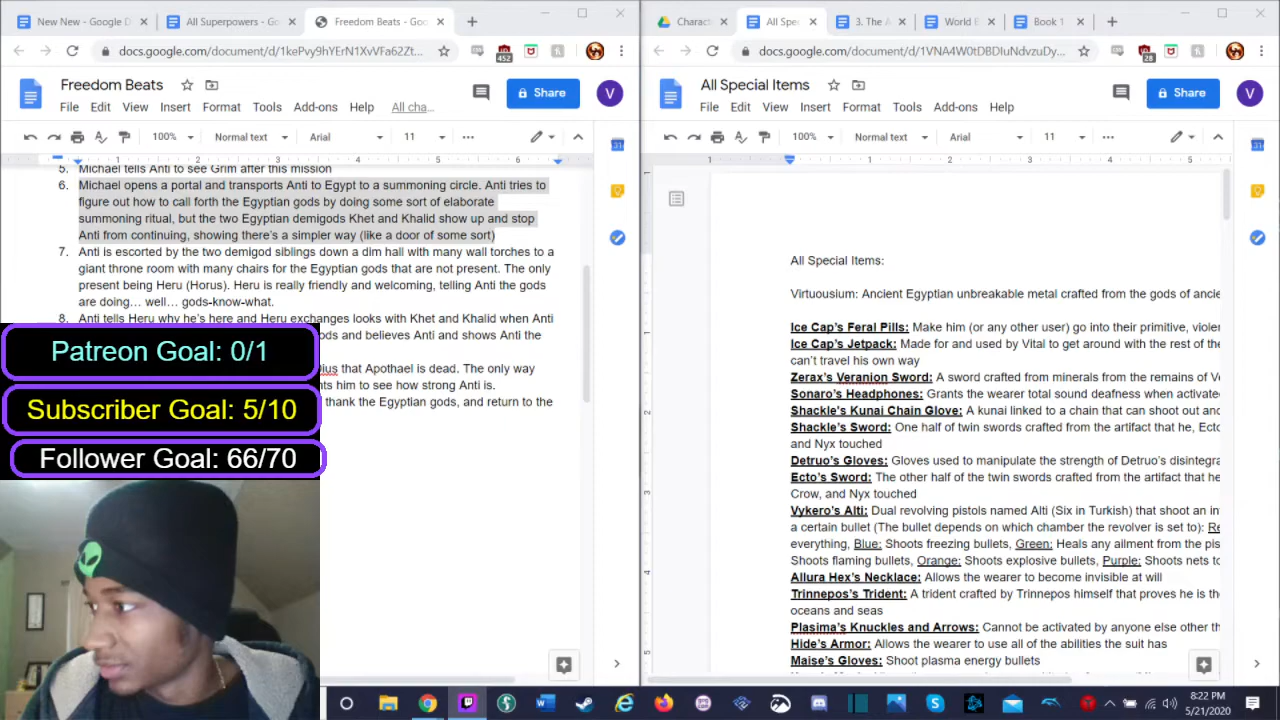 New New - Google D
All Superpowers - Go
Freedom Beats - Goo
docs.google.com/document/d/1kePvy9hYErN1XvVFa62Zt...
452
Freedom Beats
Share
V
File Edit View Insert Format Tools Add-ons Help All cha...
100% Normal text Arial 11
1 2 3 4 5 6
5. Michael tells Anti to see Grim after this mission
6. Michael opens a portal and transports Anti to Egypt to a summoning circle. Anti tries to
figure out how to call forth the Egyptian gods by doing some sort of elaborate
summoning ritual, but the two Egyptian demigods Khet and Khalid show up and stop
Anti from continuing, showing there's a simpler way (like a door of some sort)
7. Anti is escorted by the two demigod siblings down a dim hall with many wall torches to a
giant throne room with many chairs for the Egyptian gods that are not present. The only
present being Heru (Horus). Heru is really friendly and welcoming, telling Anti the gods
are doing… well… gods-know-what.
8. Anti tells Heru why he's here and Heru exchanges looks with Khet and Khalid when Anti
ods and believes Anti and shows Anti the
ius that Apothael is dead. The only way
nts him to see how strong Anti is.
thank the Egyptian gods, and return to the
Patreon Goal: 0/1
Subscriber Goal: 5/10
Follower Goal: 66/70
Charact
All Spe
3. The A
World B
Book 1
docs.google.com/document/d/1VNA4W0tDBDIuNdvzuDy...
28
All Special Items
Share
V
File Edit View Insert Format Tools Add-ons Help
100% Normal text Arial 11
1 1 2 3 4 5
All Special Items:
Virtuousium: Ancient Egyptian unbreakable metal crafted from the gods of ancie
Ice Cap's Feral Pills: Make him (or any other user) go into their primitive, violen
Ice Cap's Jetpack: Made for and used by Vital to get around with the rest of the
can't travel his own way
Zerax's Veranion Sword: A sword crafted from minerals from the remains of Ve
Sonaro's Headphones: Grants the wearer total sound deafness when activate
Shackle's Kunai Chain Glove: A kunai linked to a chain that can shoot out and
Shackle's Sword: One half of twin swords crafted from the artifact that he, Ecto
and Nyx touched
Detruo's Gloves: Gloves used to manipulate the strength of Detruo's disintegra
Ecto's Sword: The other half of the twin swords crafted from the artifact that he
Crow, and Nyx touched
Vykero's Alti: Dual revolving pistols named Alti (Six in Turkish) that shoot an in
a certain bullet (The bullet depends on which chamber the revolver is set to): Re
everything, Blue: Shoots freezing bullets, Green: Heals any ailment from the pis
Shoots flaming bullets, Orange: Shoots explosive bullets, Purple: Shoots nets to
Allura Hex's Necklace: Allows the wearer to become invisible at will
Trinnepos's Trident: A trident crafted by Trinnepos himself that proves he is the
oceans and seas
Plasima's Knuckles and Arrows: Cannot be activated by anyone else other th
Hide's Armor: Allows the wearer to use all of the abilities the suit has
Maise's Gloves: Shoot plasma energy bullets
8:22 PM
5/21/2020